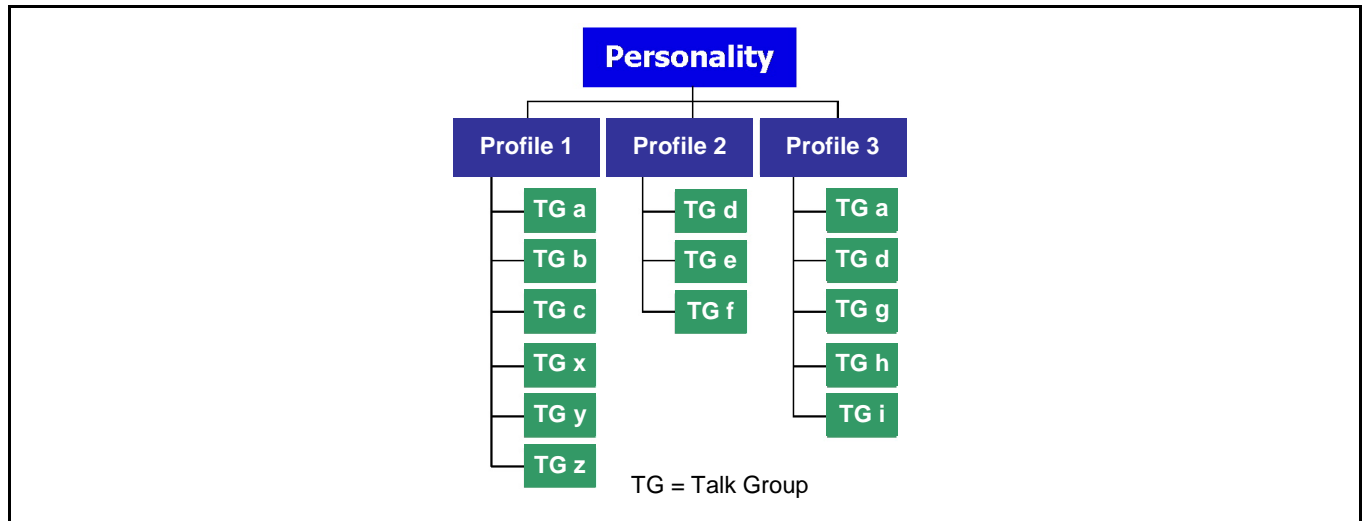 Personality
Profile 1
Profile 2
Profile 3
TG a
TG b
TG c
TG x
TG y
TG z
TG d
TG e
TG f
TG a
TG d
TG g
TG h
TG i
TG = Talk Group